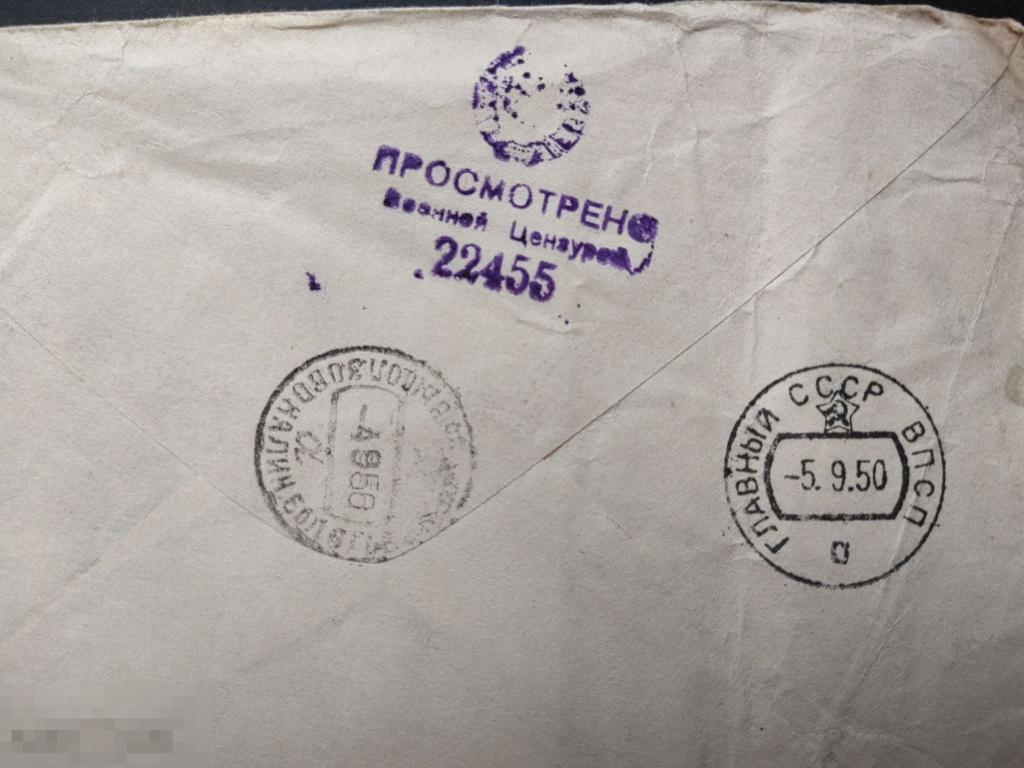 ПРОСМОТРЕНО
Военной Цензурой
22455
-4 9 50
ГЛАВНЫЙ СССР ВПСП
-5. 9.50
а